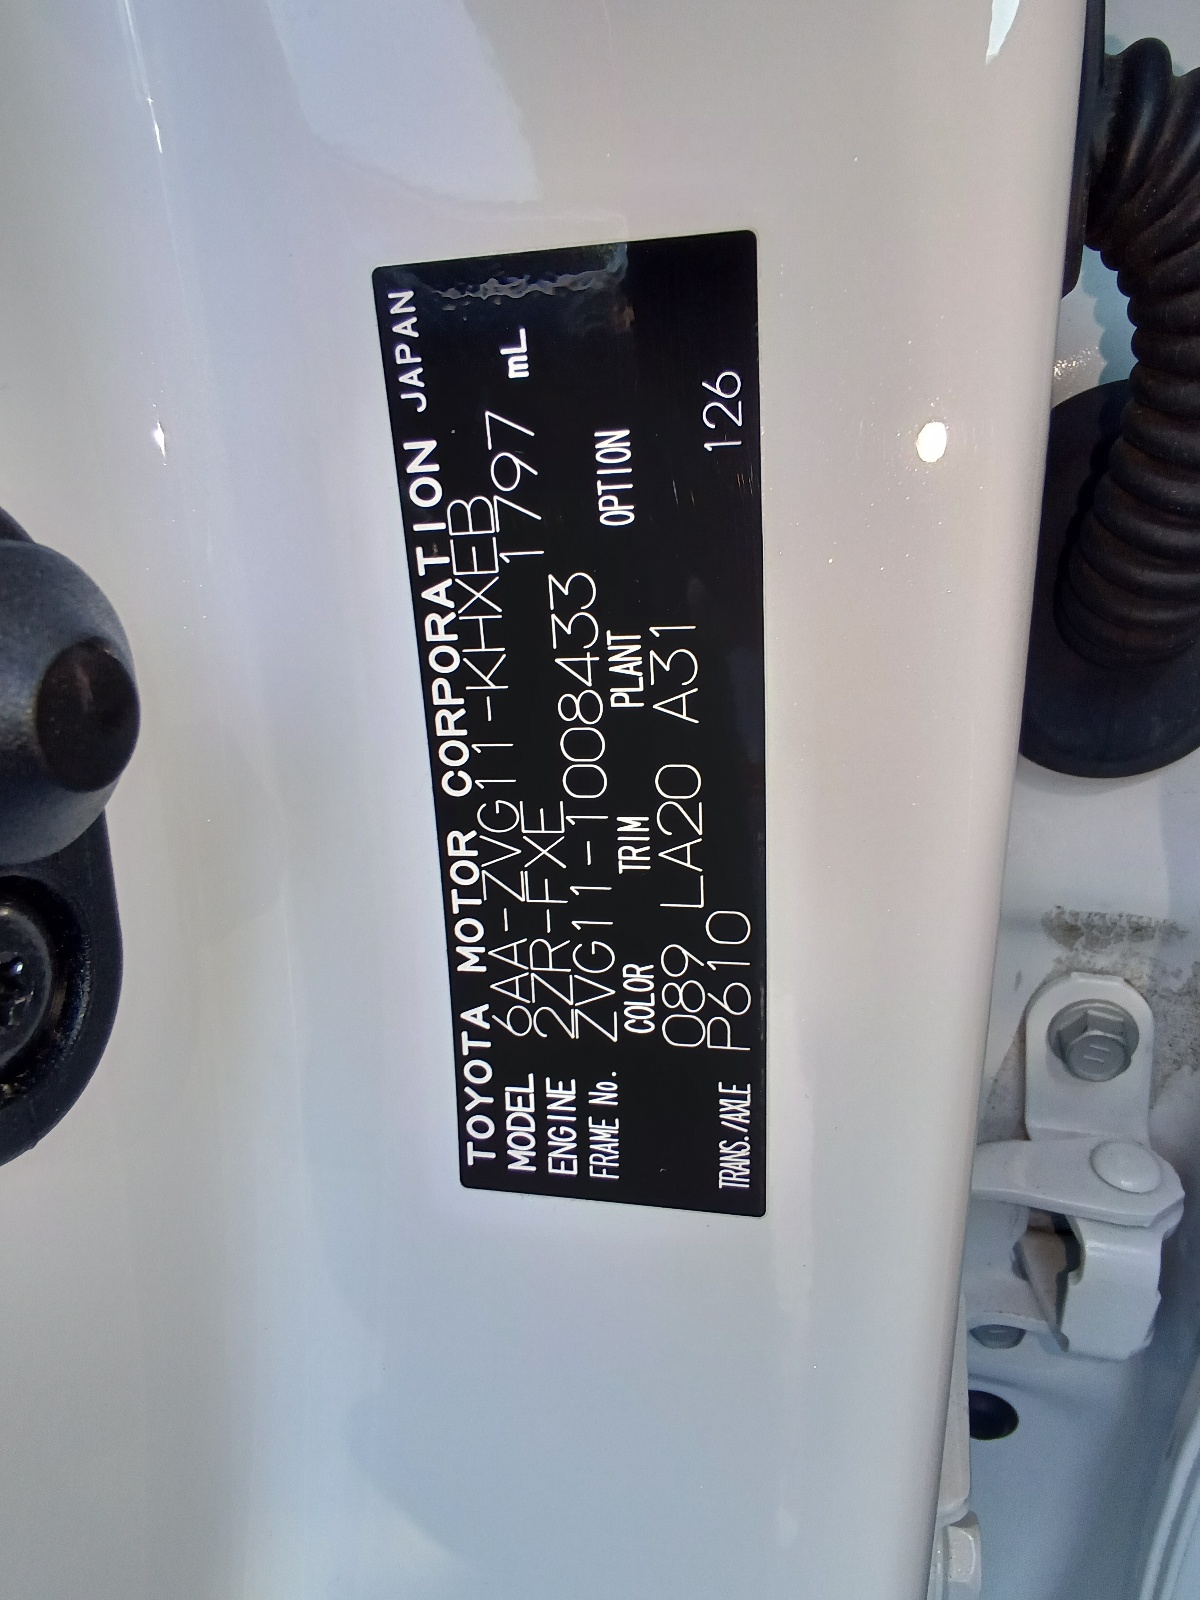 TOYOTA MOTOR CORPORATION JAPAN
MODEL 6AA-ZVG11-KHXEB
ENGINE 2ZR-FXE 1797 mL
FRAME No. ZVG11-1008433
COLOR TRIM PLANT OPTION
089 LA20 A31
TRANS./AXLE P610 126